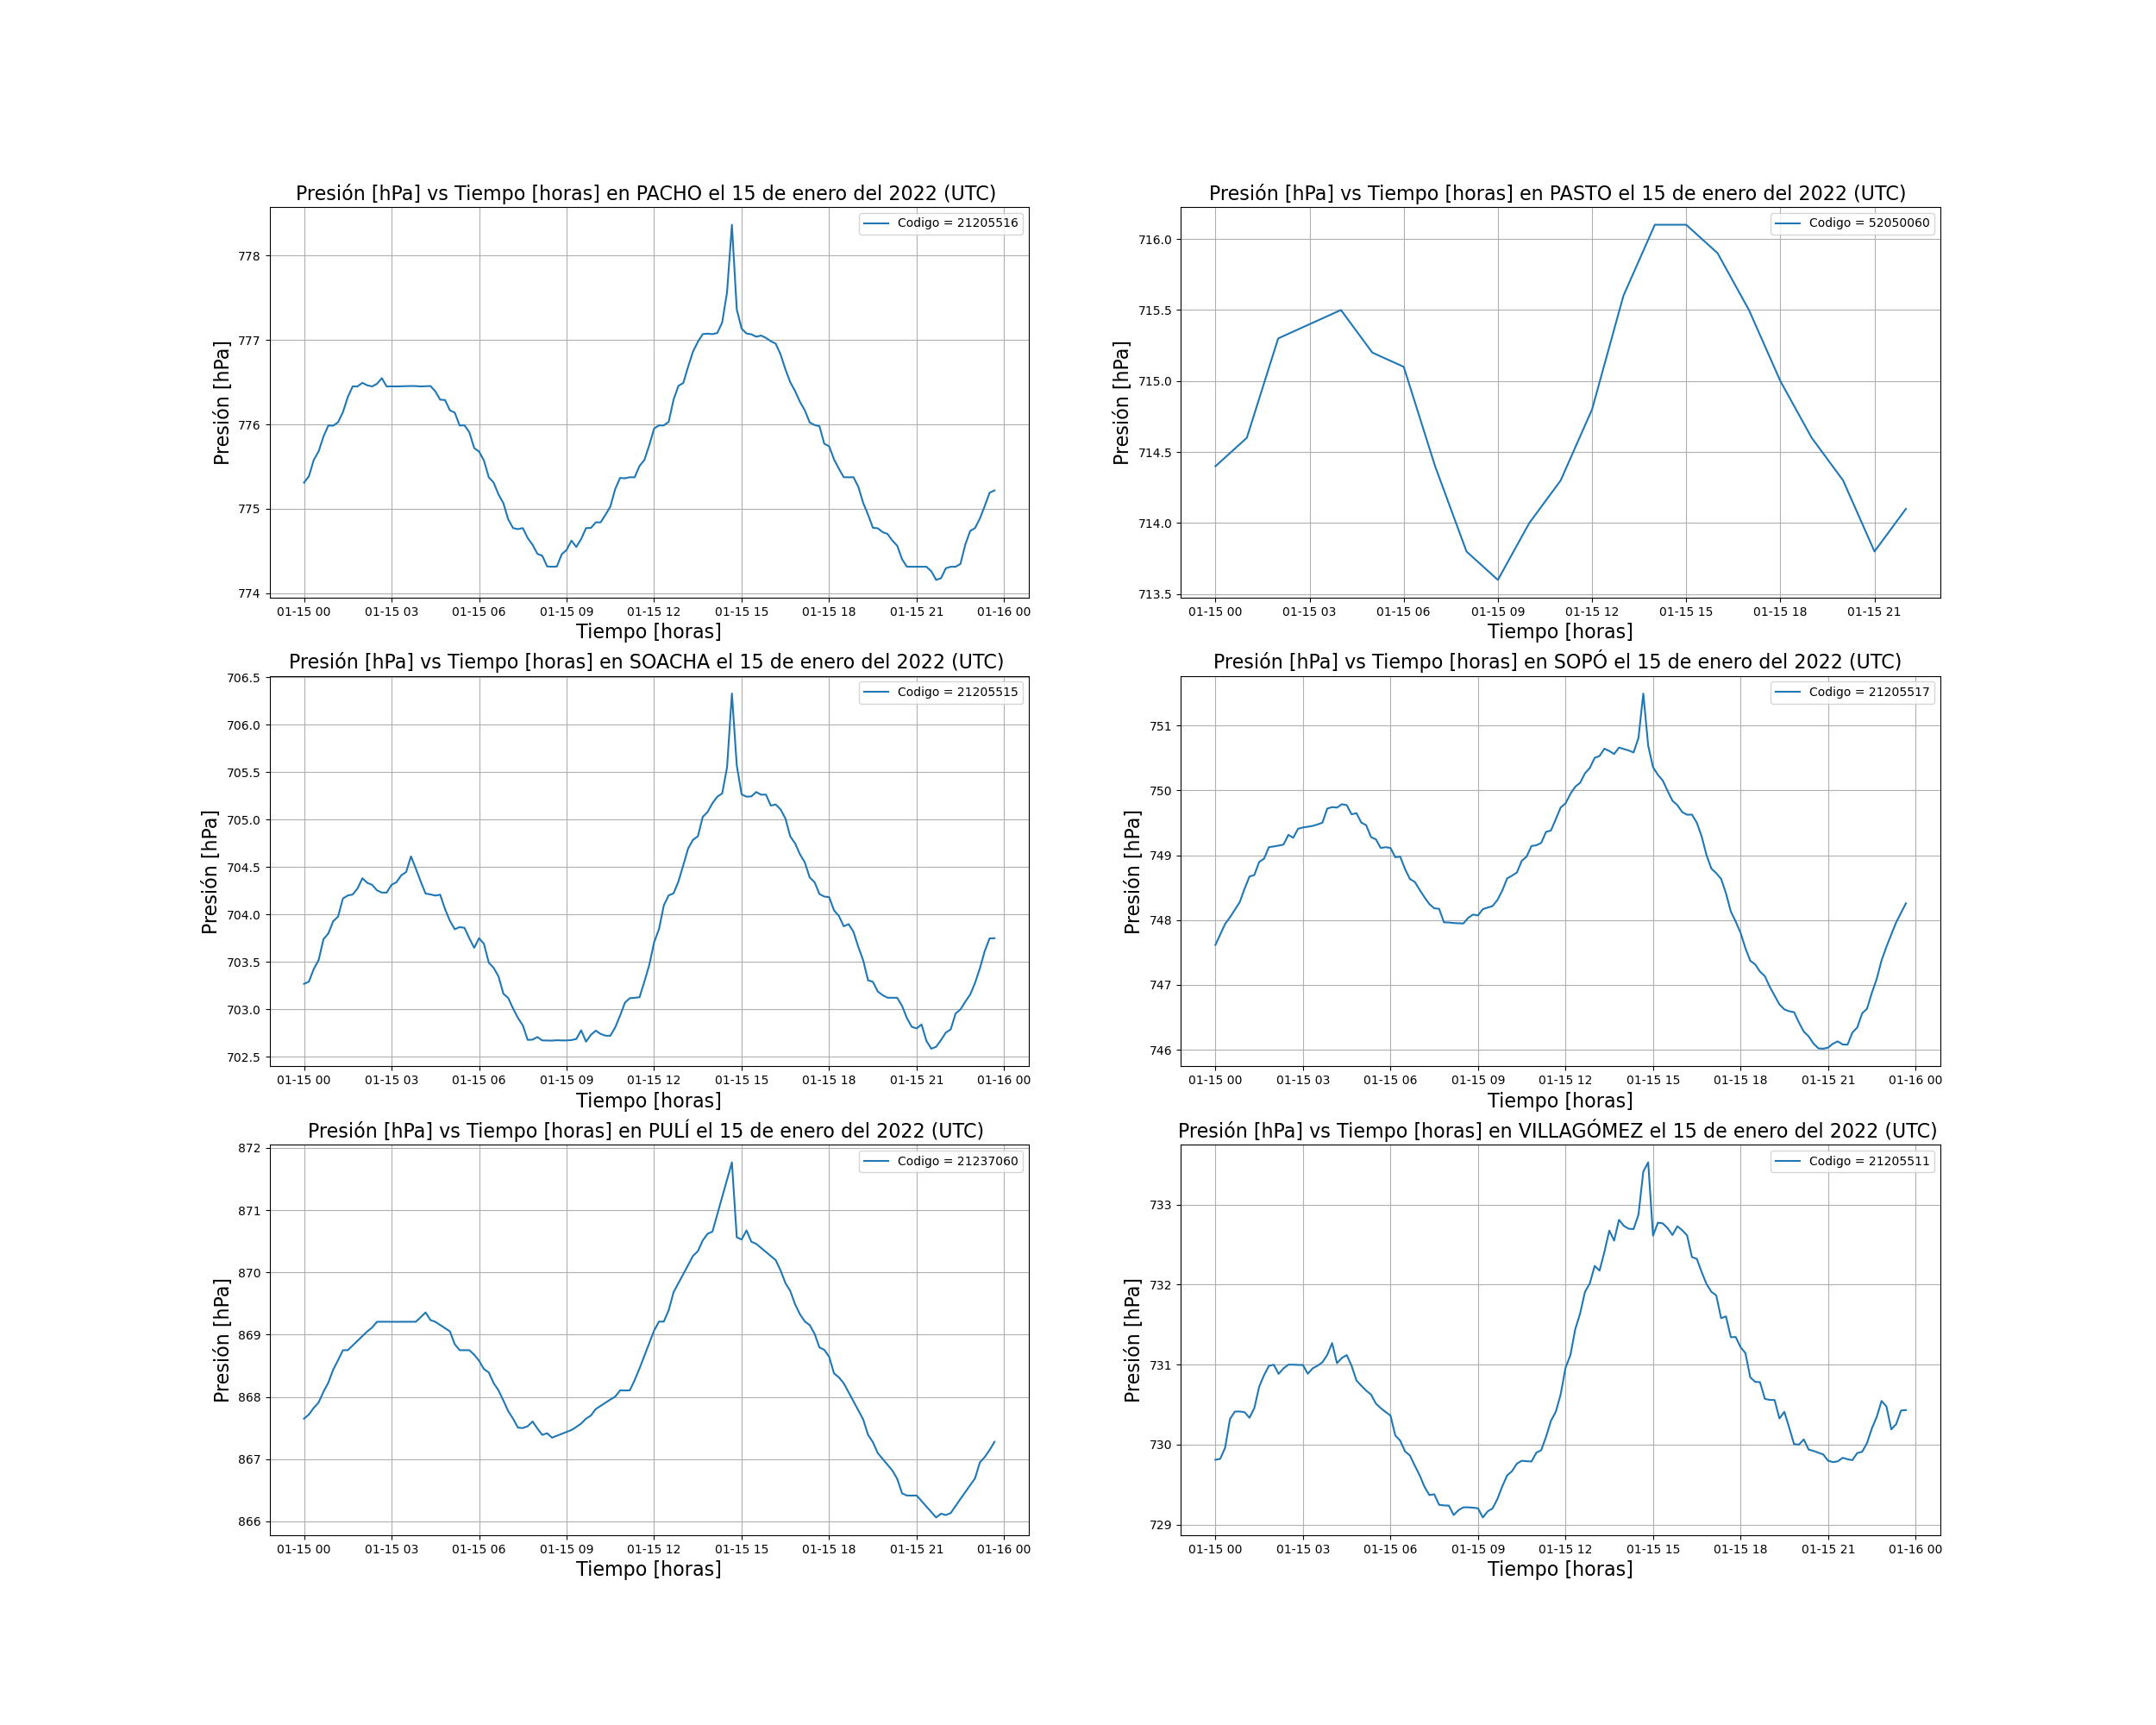 Presión [hPa] vs Tiempo [horas] en PACHO el 15 de enero del 2022 (UTC)
Codigo = 21205516
Presión [hPa]
778
777
776
775
774
01-15 00 01-15 03 01-15 06 01-15 09 01-15 12 01-15 15 01-15 18 01-15 21 01-16 00
Tiempo [horas]
Presión [hPa] vs Tiempo [horas] en PASTO el 15 de enero del 2022 (UTC)
Codigo = 52050060
Presión [hPa]
716.0
715.5
715.0
714.5
714.0
713.5
01-15 00 01-15 03 01-15 06 01-15 09 01-15 12 01-15 15 01-15 18 01-15 21
Tiempo [horas]
Presión [hPa] vs Tiempo [horas] en SOACHA el 15 de enero del 2022 (UTC)
Codigo = 21205515
Presión [hPa]
706.5
706.0
705.5
705.0
704.5
704.0
703.5
703.0
702.5
01-15 00 01-15 03 01-15 06 01-15 09 01-15 12 01-15 15 01-15 18 01-15 21 01-16 00
Tiempo [horas]
Presión [hPa] vs Tiempo [horas] en SOPÓ el 15 de enero del 2022 (UTC)
Codigo = 21205517
Presión [hPa]
751
750
749
748
747
746
01-15 00 01-15 03 01-15 06 01-15 09 01-15 12 01-15 15 01-15 18 01-15 21 01-16 00
Tiempo [horas]
Presión [hPa] vs Tiempo [horas] en PULÍ el 15 de enero del 2022 (UTC)
Codigo = 21237060
Presión [hPa]
872
871
870
869
868
867
866
01-15 00 01-15 03 01-15 06 01-15 09 01-15 12 01-15 15 01-15 18 01-15 21 01-16 00
Tiempo [horas]
Presión [hPa] vs Tiempo [horas] en VILLAGÓMEZ el 15 de enero del 2022 (UTC)
Codigo = 21205511
Presión [hPa]
733
732
731
730
729
01-15 00 01-15 03 01-15 06 01-15 09 01-15 12 01-15 15 01-15 18 01-15 21 01-16 00
Tiempo [horas]